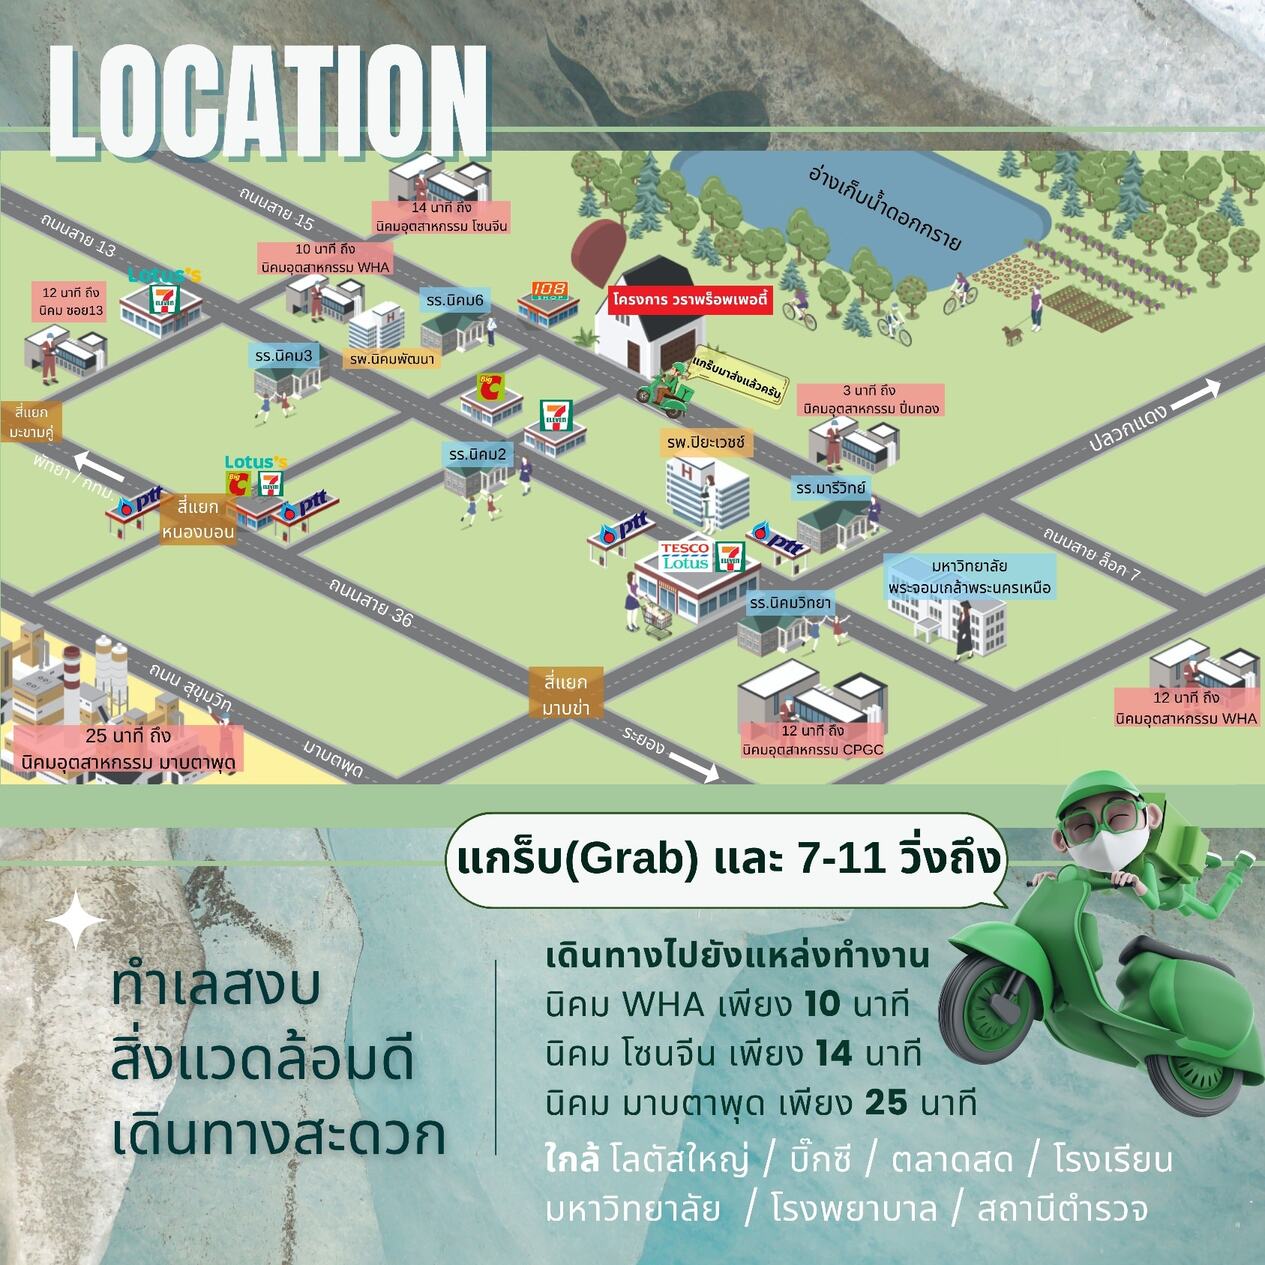 LOCATION
ถนนสาย 15
ถนนสาย 13
14 นาที ถึง
นิคมอุตสาหกรรม โซนจีน
อ่างเก็บน้ำดอกกราย
10 นาที ถึง
นิคมอุตสาหกรรม WHA
Lotus's
7
ELEVEN
12 นาที ถึง
นิคม ซอย13
รร.นิคม6
108
SHOP
โครงการ วราพร็อพเพอตี้
รร.นิคม3
รพ.นิคมพัฒนา
แกร็บมาส่งแล้วครับ
Big
C
7
ELEVEN
3 นาที ถึง
นิคมอุตสาหกรรม ปิ่นทอง
ปลวกแดง
สี่แยก
มะขามคู่
พัทยา / กทม.
รพ.ปิยะเวชช์
H
รร.นิคม2
Lotus's
Big
C
7
ELEVEN
รร.มารีวิทย์
ptt
สี่แยก
หนองบอน
ptt
ptt
ptt
TESCO
Lotus
7
ELEVEN
ถนนสาย ล็อก 7
มหาวิทยาลัย
พระจอมเกล้าพระนครเหนือ
ถนนสาย 36
รร.นิคมวิทยา
ถนน สุขุมวิท
สี่แยก
มาบข่า
12 นาที ถึง
นิคมอุตสาหกรรม WHA
25 นาที ถึง
นิคมอุตสาหกรรม มาบตาพุด
มาบตพุด
ระยอง
12 นาที ถึง
นิคมอุตสาหกรรม CPGC
แกร็บ(Grab) และ 7-11 วิ่งถึง
ทำเลสงบ
สิ่งแวดล้อมดี
เดินทางสะดวก
เดินทางไปยังแหล่งทำงาน
นิคม WHA เพียง 10 นาที
นิคม โซนจีน เพียง 14 นาที
นิคม มาบตาพุด เพียง 25 นาที
ใกล้ โลตัสใหญ่ / บิ๊กซี / ตลาดสด / โรงเรียน
มหาวิทยาลัย / โรงพยาบาล / สถานีตำรวจ